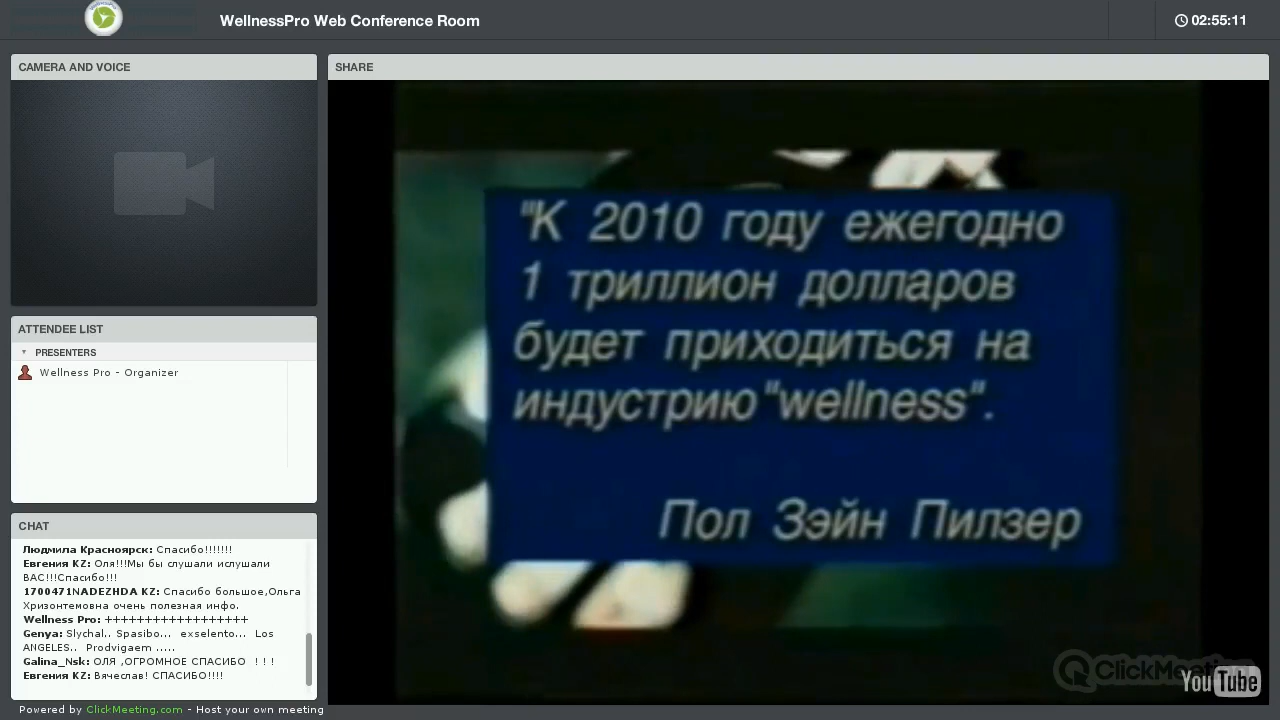 WellnessPro Web Conference Room
02:55:11
CAMERA AND VOICE
SHARE
"К 2010 году ежегодно
1 триллион долларов
будет приходиться на
индустрию "wellness".
Пол Зэйн Пилзер
ATTENDEE LIST
PRESENTERS
Wellness Pro - Organizer
CHAT
Людмила Красноярск: Спасибо!!!!!!!
Евгения KZ: Оля!!!Мы бы слушали ислушали
ВАС!!!Спасибо!!!
1700471NADEZHDA KZ: Спасибо большое,Ольга
Хризонтемовна очень полезная инфо.
Wellness Pro: ++++++++++++++++++
Genya: Slychal.. Spasibo... exselento... Los
ANGELES.. Prodvigaem .....
Galina_Nsk: ОЛЯ ,ОГРОМНОЕ СПАСИБО ! ! !
Евгения KZ: Вячеслав! СПАСИБО!!!!
ClickMeeting
YouTube
Powered by ClickMeeting.com - Host your own meeting